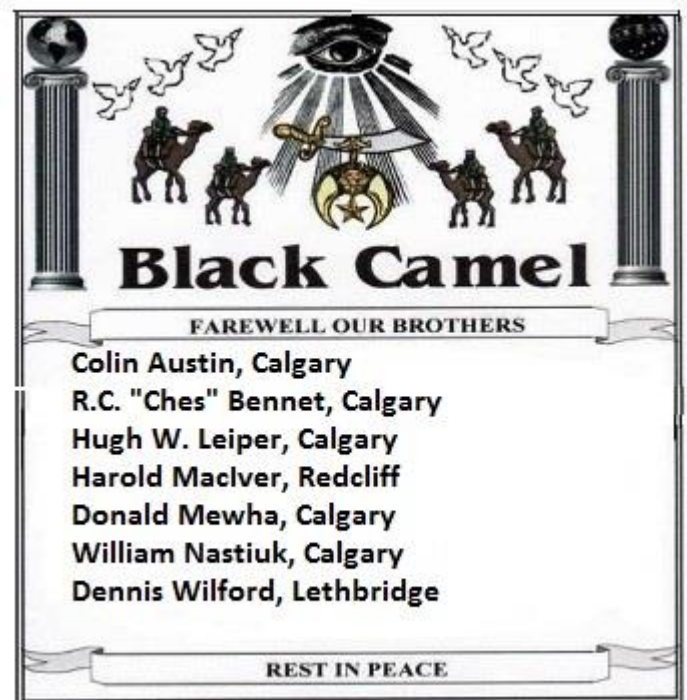 Black Camel
FAREWELL OUR BROTHERS
Colin Austin, Calgary
R.C. "Ches" Bennet, Calgary
Hugh W. Leiper, Calgary
Harold MacIver, Redcliff
Donald Mewha, Calgary
William Nastiuk, Calgary
Dennis Wilford, Lethbridge
REST IN PEACE